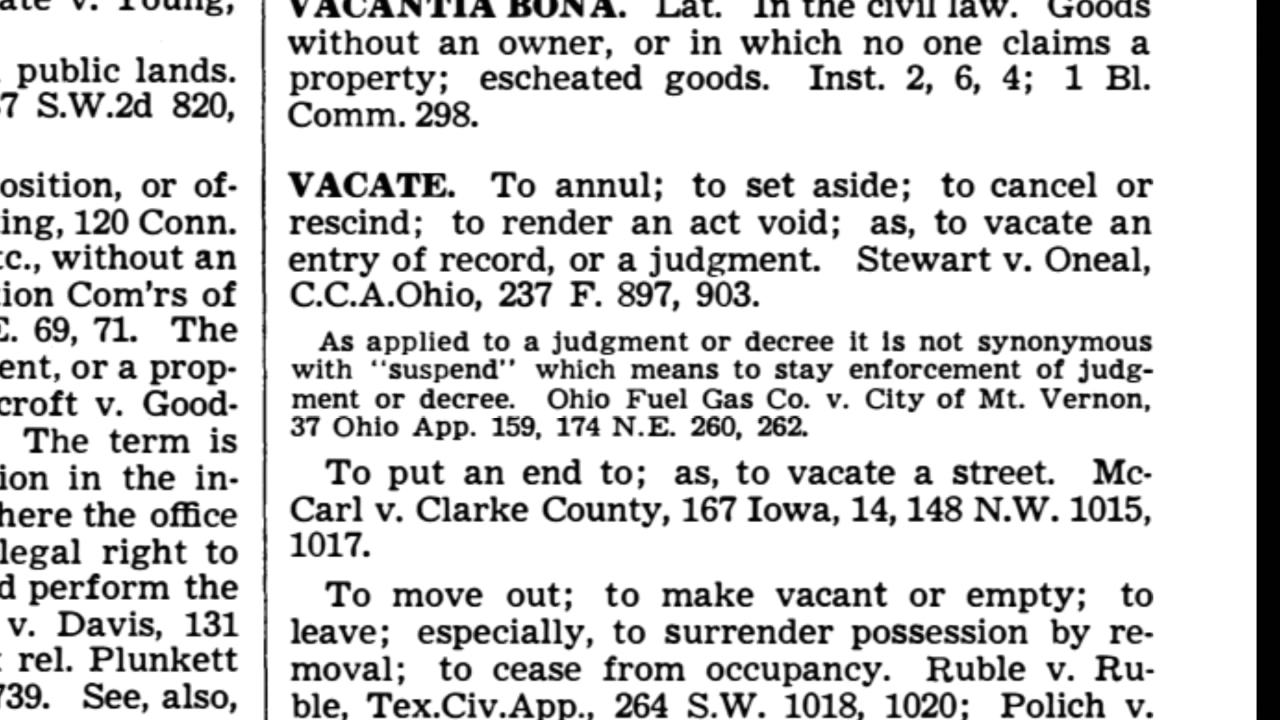 ate v. Young,
public lands.
7 S.W.2d 820,
osition, or of-
ing, 120 Conn.
tc., without an
tion Com'rs of
E. 69, 71. The
ent, or a prop-
croft v. Good-
The term is
ion in the in-
here the office
legal right to
d perform the
v. Davis, 131
rel. Plunkett
739. See, also,
VACANTIA BONA. Lat. In the civil law. Goods
without an owner, or in which no one claims a
property; escheated goods. Inst. 2, 6, 4; 1 Bl.
Comm. 298.
VACATE. To annul; to set aside; to cancel or
rescind; to render an act void; as, to vacate an
entry of record, or a judgment. Stewart v. Oneal,
C.C.A.Ohio, 237 F. 897, 903.
As applied to a judgment or decree it is not synonymous
with "suspend" which means to stay enforcement of judg-
ment or decree. Ohio Fuel Gas Co. v. City of Mt. Vernon,
37 Ohio App. 159, 174 N.E. 260, 262.
To put an end to; as, to vacate a street. Mc-
Carl v. Clarke County, 167 Iowa, 14, 148 N.W. 1015,
1017.
To move out; to make vacant or empty; to
leave; especially, to surrender possession by re-
moval; to cease from occupancy. Ruble v. Ru-
ble, Tex.Civ.App., 264 S.W. 1018, 1020; Polich v.